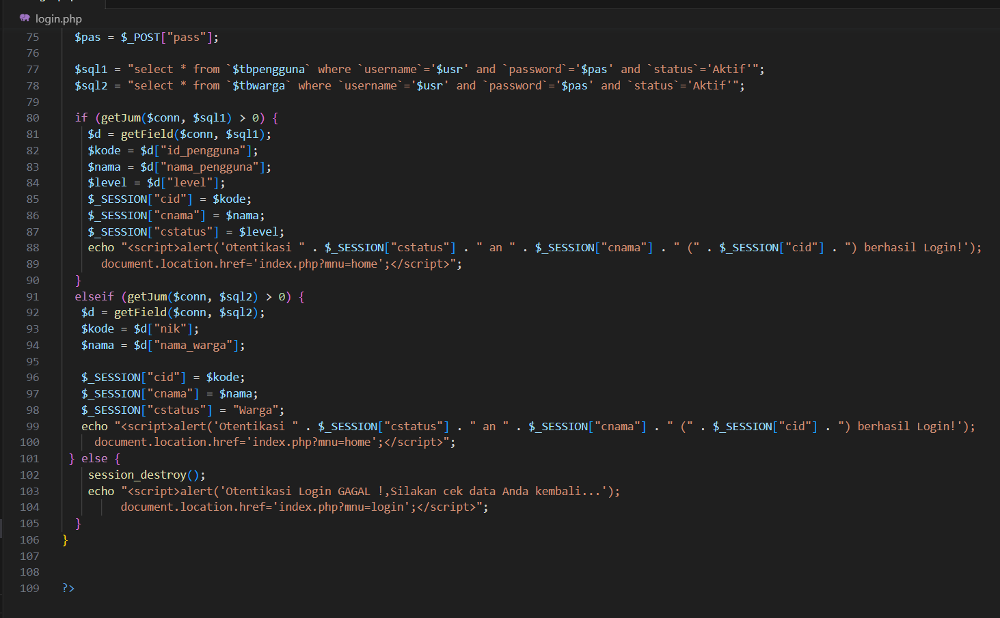 login.php
75 $pas = $_POST["pass"];
76
77 $sql1 = "select * from `$tbpengguna` where `username`='$usr' and `password`='$pas' and `status`='Aktif'";
78 $sql2 = "select * from `$tbwarga` where `username`='$usr' and `password`='$pas' and `status`='Aktif'";
79
80 if (getJum($conn, $sql1) > 0) {
81 $d = getField($conn, $sql1);
82 $kode = $d["id_pengguna"];
83 $nama = $d["nama_pengguna"];
84 $level = $d["level"];
85 $_SESSION["cid"] = $kode;
86 $_SESSION["cnama"] = $nama;
87 $_SESSION["cstatus"] = $level;
88 echo "<script>alert('Otentikasi " . $_SESSION["cstatus"] . " an " . $_SESSION["cnama"] . " (" . $_SESSION["cid"] . ") berhasil Login!');
89 document.location.href='index.php?mnu=home';</script>";
90 }
91 elseif (getJum($conn, $sql2) > 0) {
92 $d = getField($conn, $sql2);
93 $kode = $d["nik"];
94 $nama = $d["nama_warga"];
95
96 $_SESSION["cid"] = $kode;
97 $_SESSION["cnama"] = $nama;
98 $_SESSION["cstatus"] = "Warga";
99 echo "<script>alert('Otentikasi " . $_SESSION["cstatus"] . " an " . $_SESSION["cnama"] . " (" . $_SESSION["cid"] . ") berhasil Login!');
100 document.location.href='index.php?mnu=home';</script>";
101 } else {
102 session_destroy();
103 echo "<script>alert('Otentikasi Login GAGAL !,Silakan cek data Anda kembali...');
104 document.location.href='index.php?mnu=login';</script>";
105 }
106 }
107
108
109 ?>